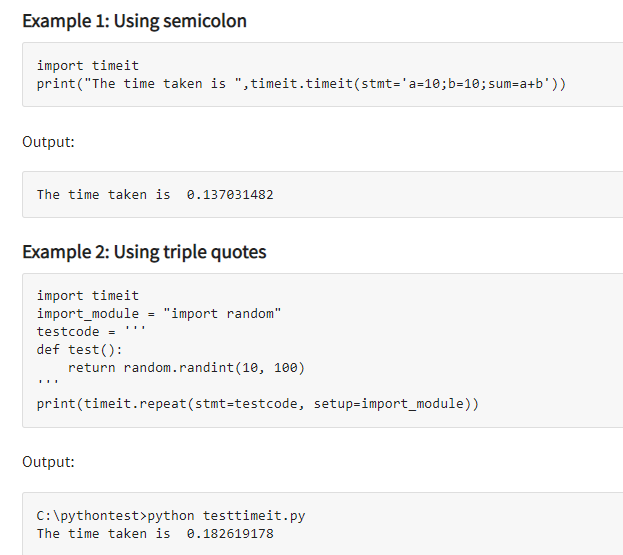 Example 1: Using semicolon
import timeit
print("The time taken is ",timeit.timeit(stmt='a=10;b=10;sum=a+b'))
Output:
The time taken is  0.137031482
Example 2: Using triple quotes
import timeit
import_module = "import random"
testcode = '''
def test():
    return random.randint(10, 100)
'''
print(timeit.repeat(stmt=testcode, setup=import_module))
Output:
C:\pythontest>python testtimeit.py
The time taken is  0.182619178